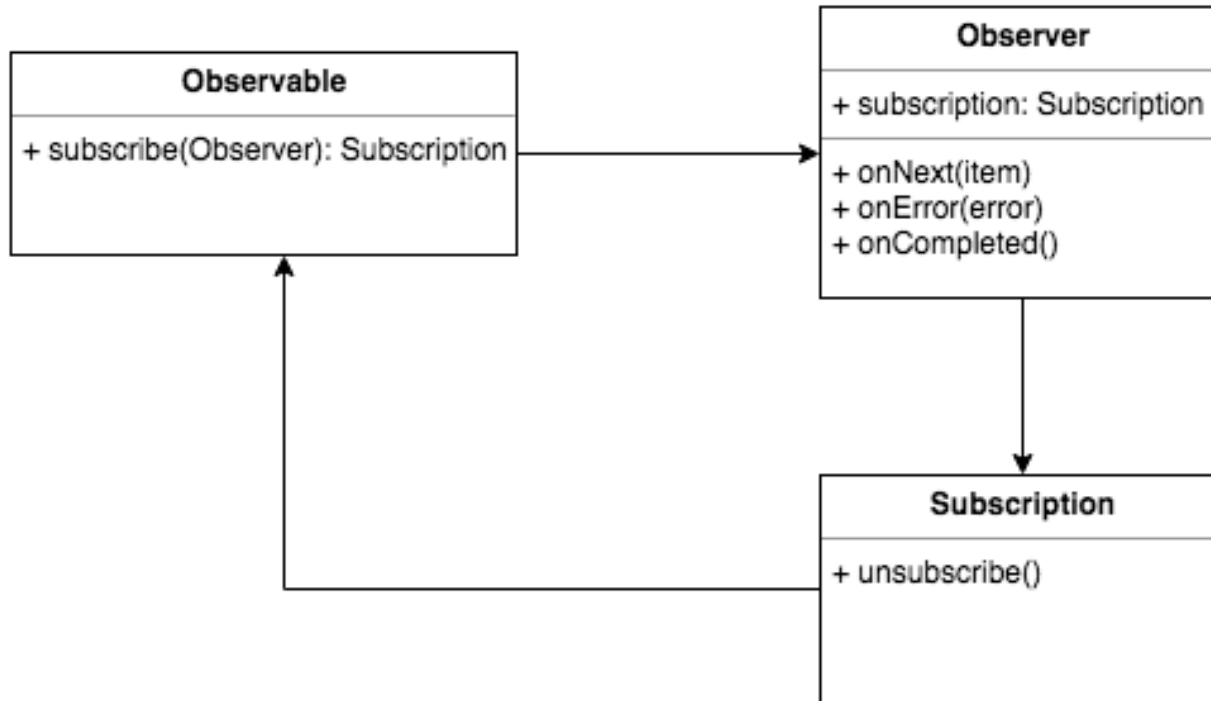 Observable
+ subscribe(Observer): Subscription
Observer
+ subscription: Subscription
+ onNext(item)
+ onError(error)
+ onCompleted()
Subscription
+ unsubscribe()